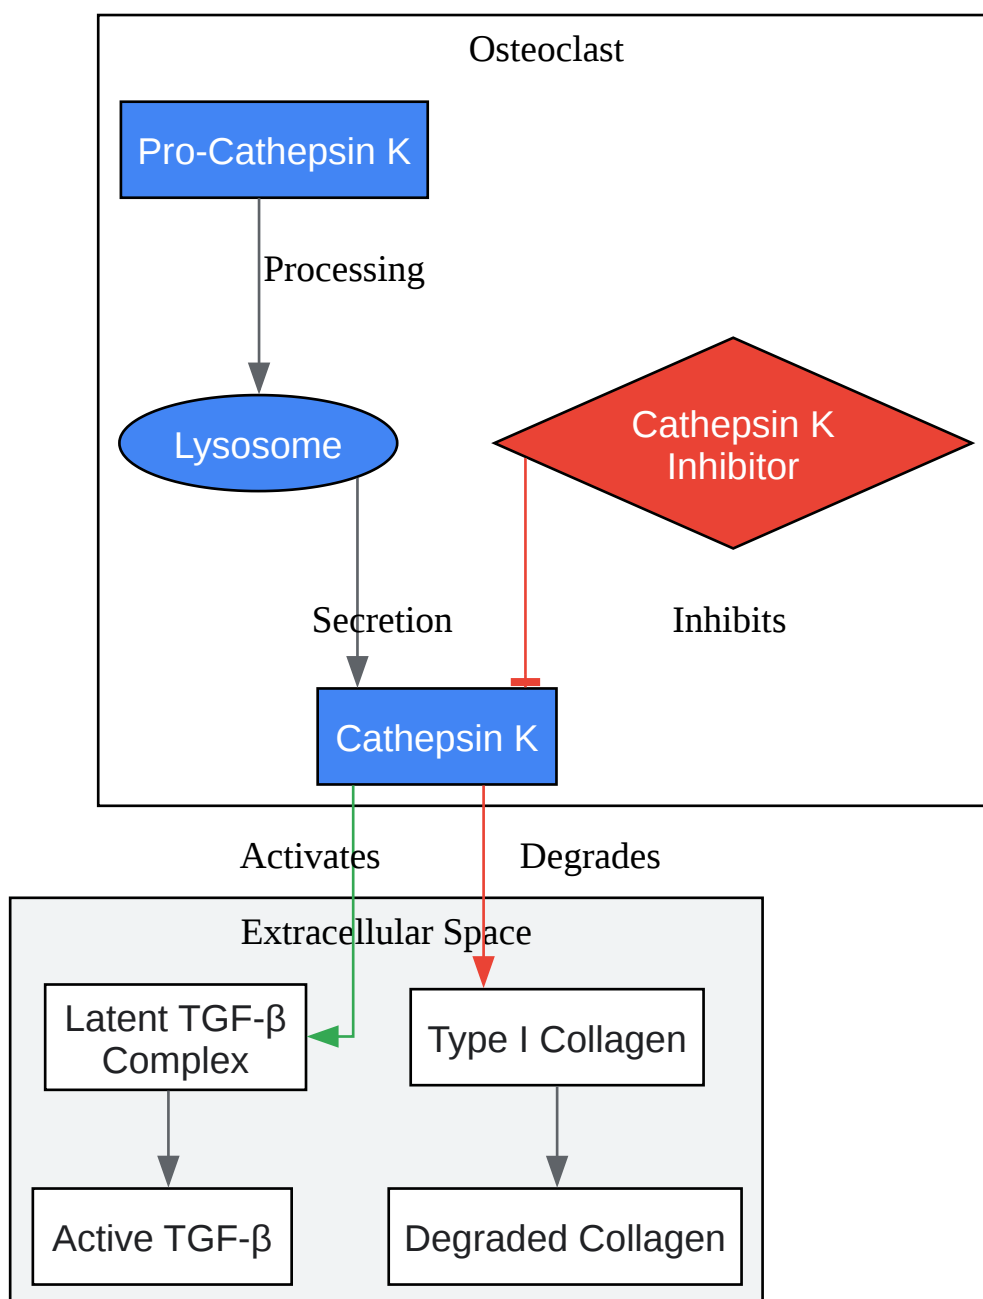 Osteoclast
Pro-Cathepsin K
Processing
Lysosome
Cathepsin K
Inhibitor
Secretion
Inhibits
Cathepsin K
Activates
Degrades
Extracellular Space
Latent TGF-β
Complex
Type I Collagen
Active TGF-β
Degraded Collagen